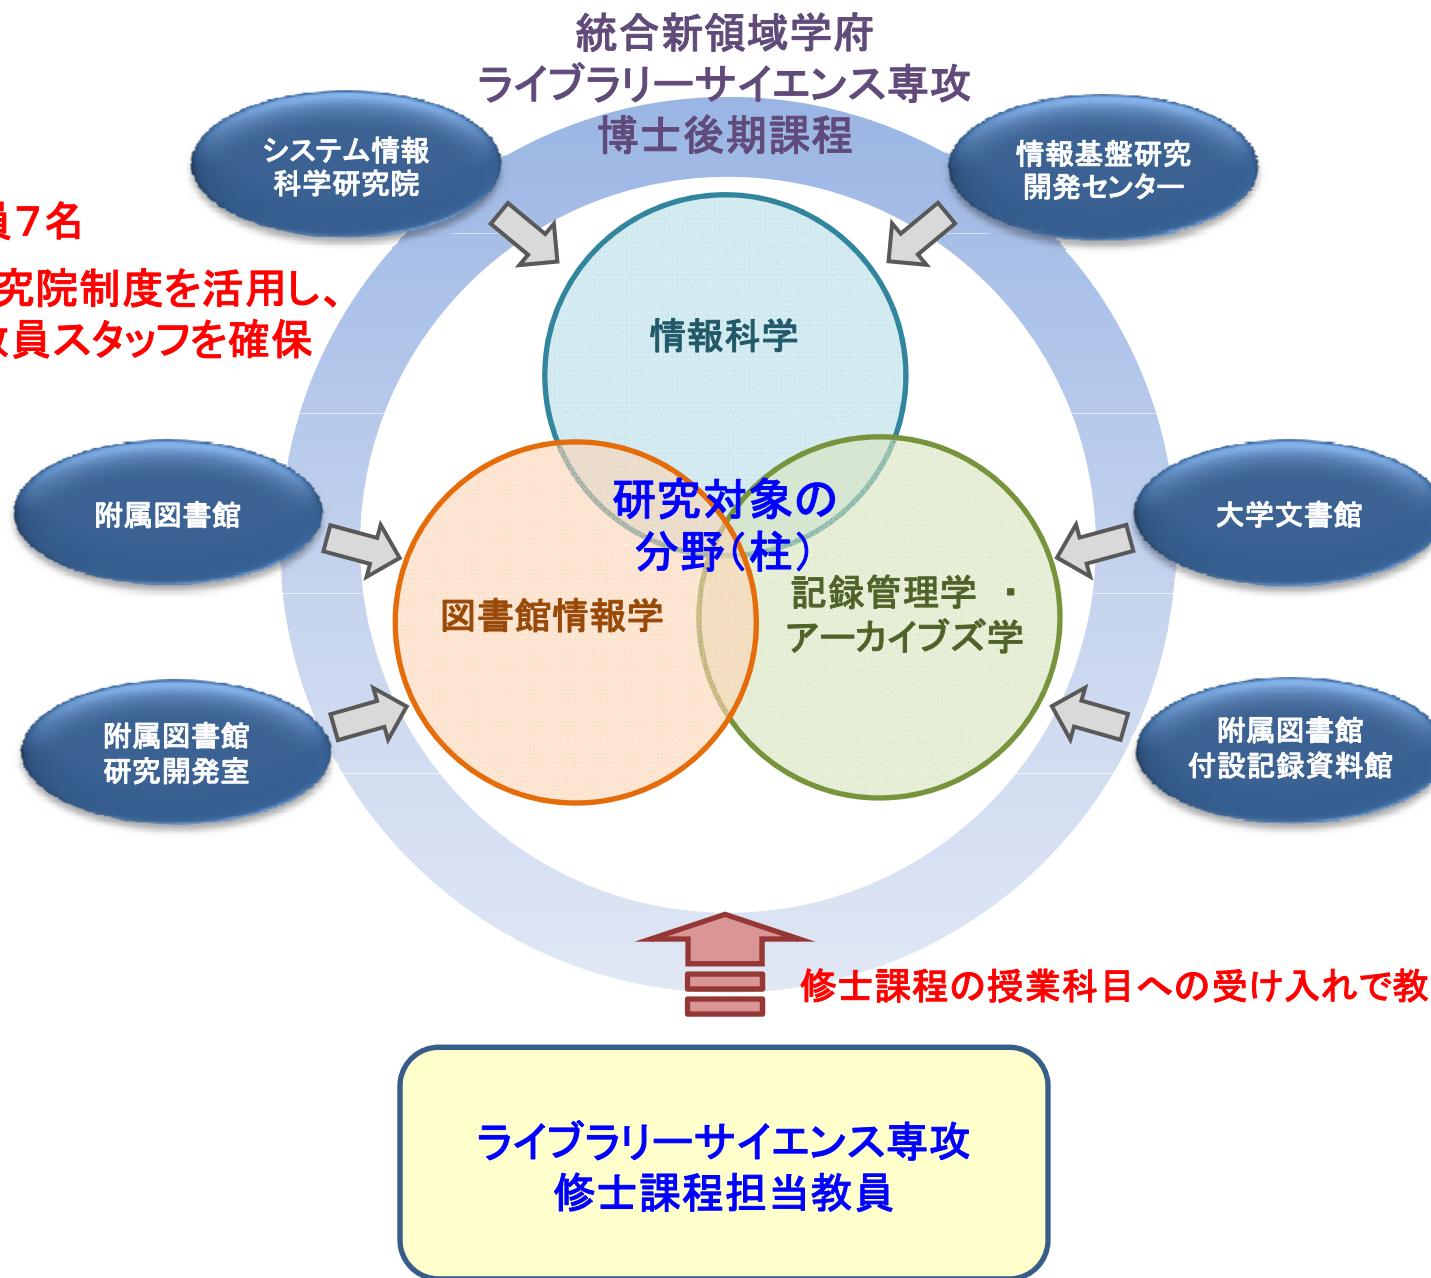 統合新領域学府
ライブラリーサイエンス専攻
博士後期課程
システム情報
科学研究院
情報基盤研究
開発センター
員７名
究院制度を活用し、
教員スタッフを確保
情報科学
附属図書館
研究対象の
分野（柱）
大学文書館
図書館情報学
記録管理学 ・
アーカイブズ学
附属図書館
研究開発室
附属図書館
付設記録資料館
修士課程の授業科目への受け入れで教
ライブラリーサイエンス専攻
修士課程担当教員